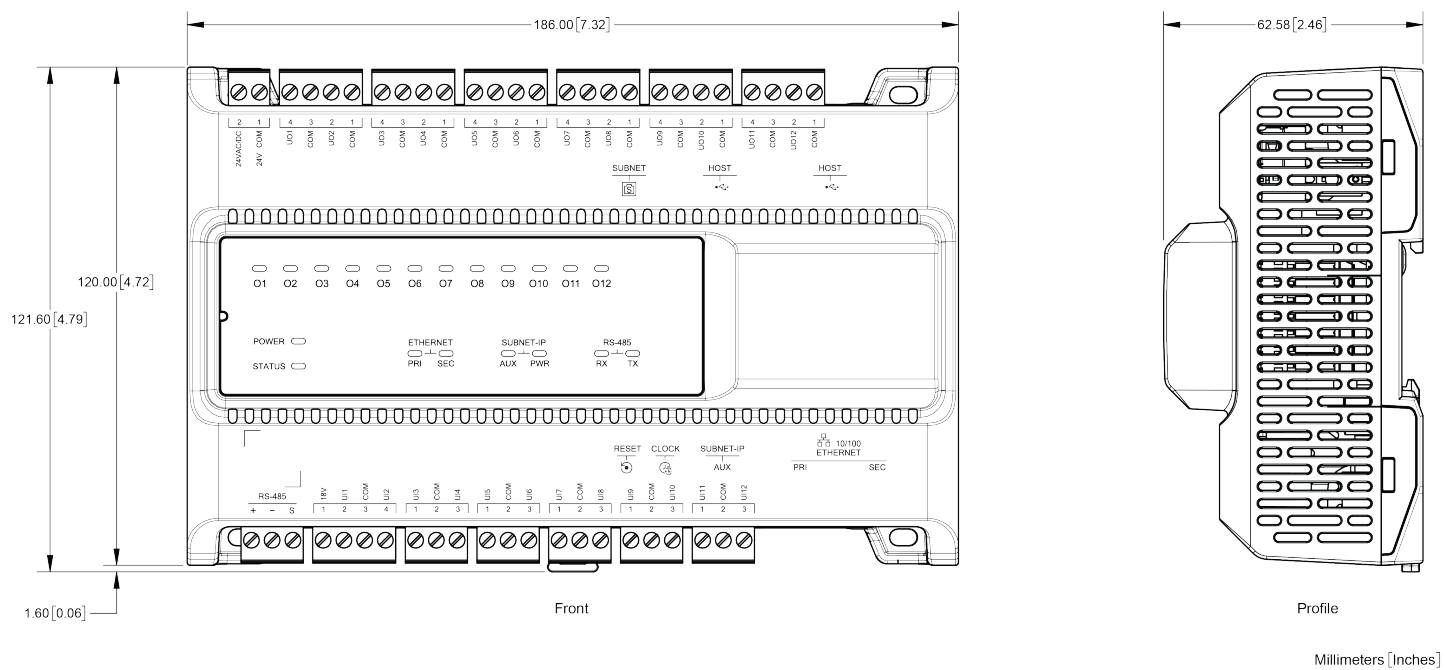 186.00[7.32]
62.58[2.46]
2 1 4 3 2 1 4 3 2 1 4 3 2 1 4 3 2 1 4 3 2 1 4 3 2 1
24VAC/DC 24V COM UO1 COM UO2 COM UO3 COM UO4 COM UO5 COM UO6 COM UO7 COM UO8 COM UO9 COM UO10 COM UO11 COM UO12 COM
SUBNET HOST HOST
O1 O2 O3 O4 O5 O6 O7 O8 O9 O10 O11 O12
120.00[4.72]
121.60[4.79]
POWER ETHERNET SUBNET-IP RS-485
STATUS PRI SEC AUX PWR RX TX
10/100
RESET CLOCK SUBNET-IP ETHERNET
AUX PRI SEC
RS-485 18V UI1 COM UI2 UI3 COM UI4 UI5 COM UI6 UI7 COM UI8 UI9 COM UI10 UI11 COM UI12
+ − S 1 2 3 4 1 2 3 1 2 3 1 2 3 1 2 3 1 2 3
1.60[0.06]
Front
Profile
Millimeters [Inches]